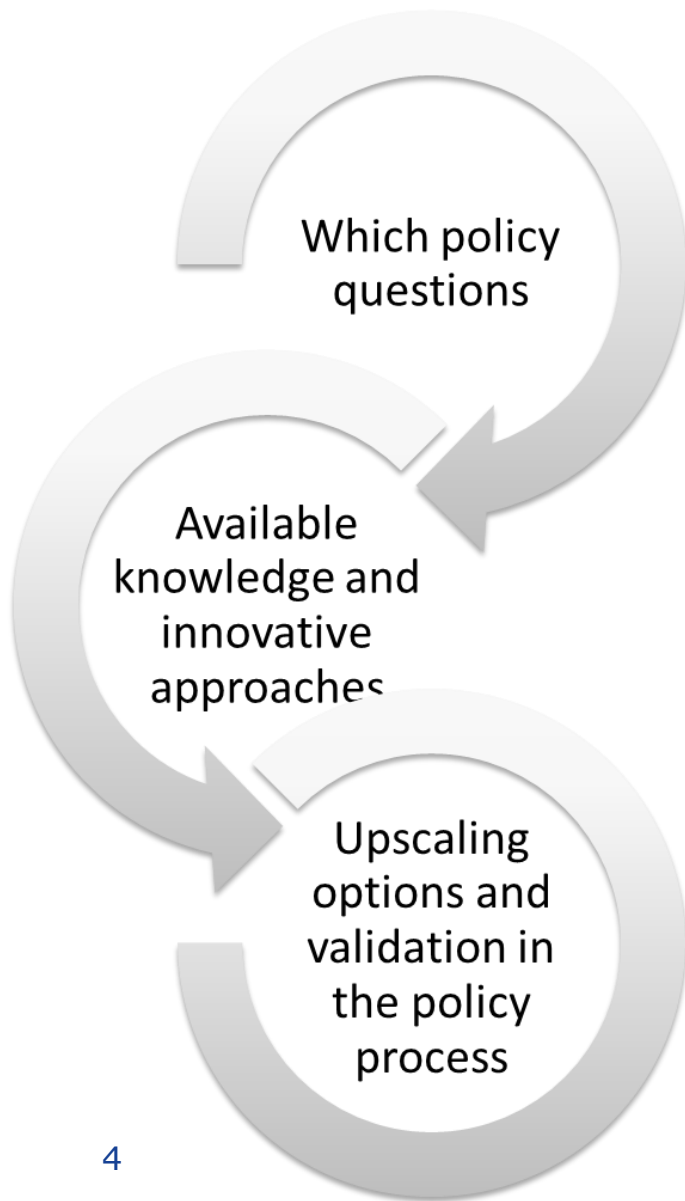 Which policy
questions
Available
knowledge and
innovative
approaches
Upscaling
options and
validation in
the policy
process
4